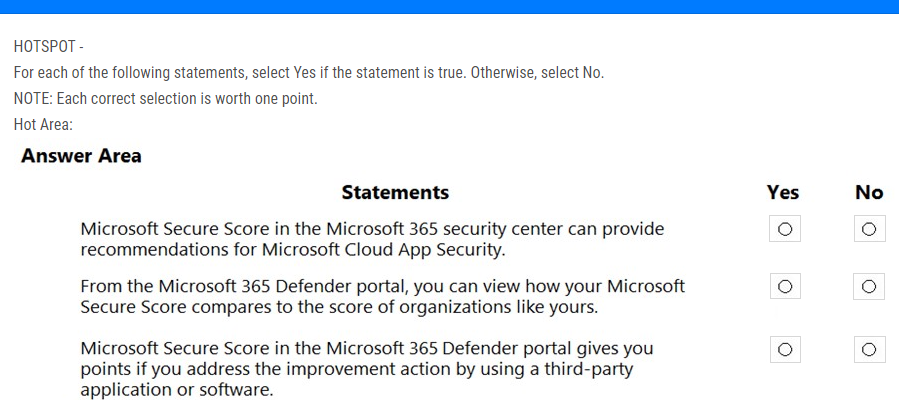 HOTSPOT -
For each of the following statements, select Yes if the statement is true. Otherwise, select No.
NOTE: Each correct selection is worth one point.
Hot Area:
Answer Area
Statements Yes No
Microsoft Secure Score in the Microsoft 365 security center can provide
recommendations for Microsoft Cloud App Security.
From the Microsoft 365 Defender portal, you can view how your Microsoft
Secure Score compares to the score of organizations like yours.
Microsoft Secure Score in the Microsoft 365 Defender portal gives you
points if you address the improvement action by using a third-party
application or software.